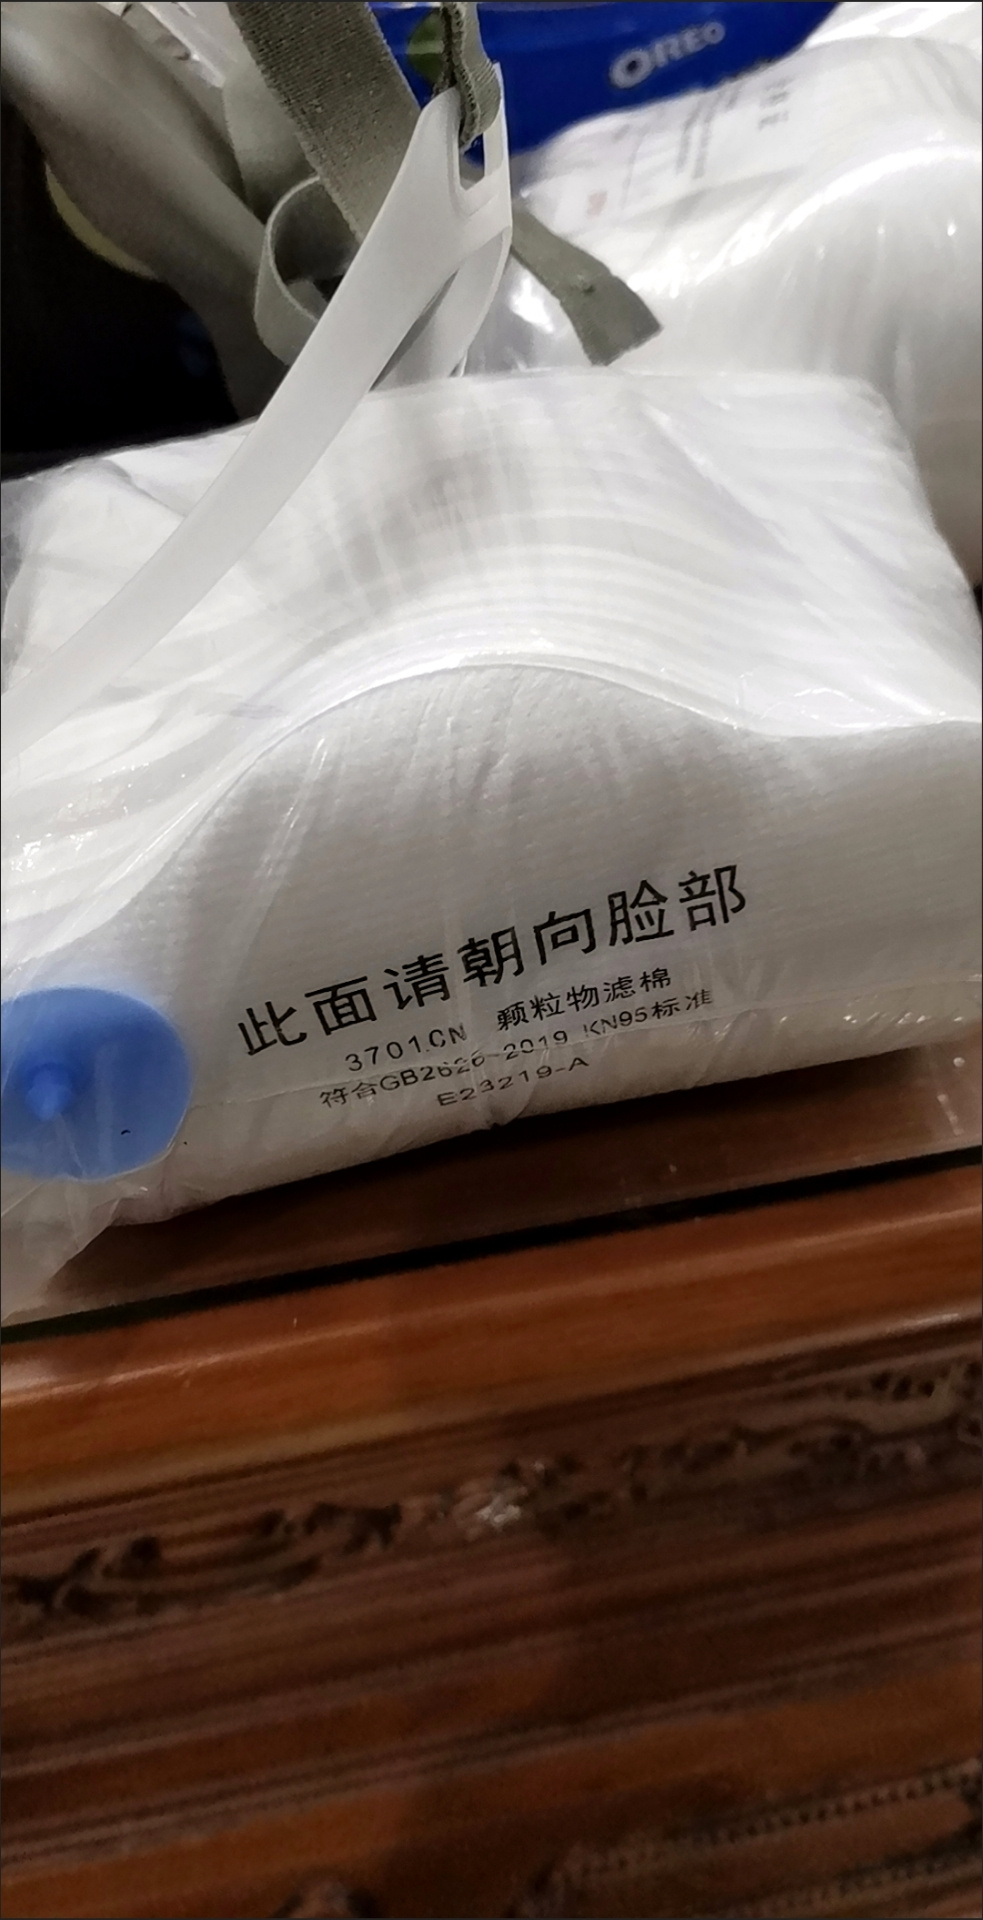 OREO
此面请朝向脸部
3701CN 颗粒物滤棉
符合GB2626-2019 KN95标准
E23219-A